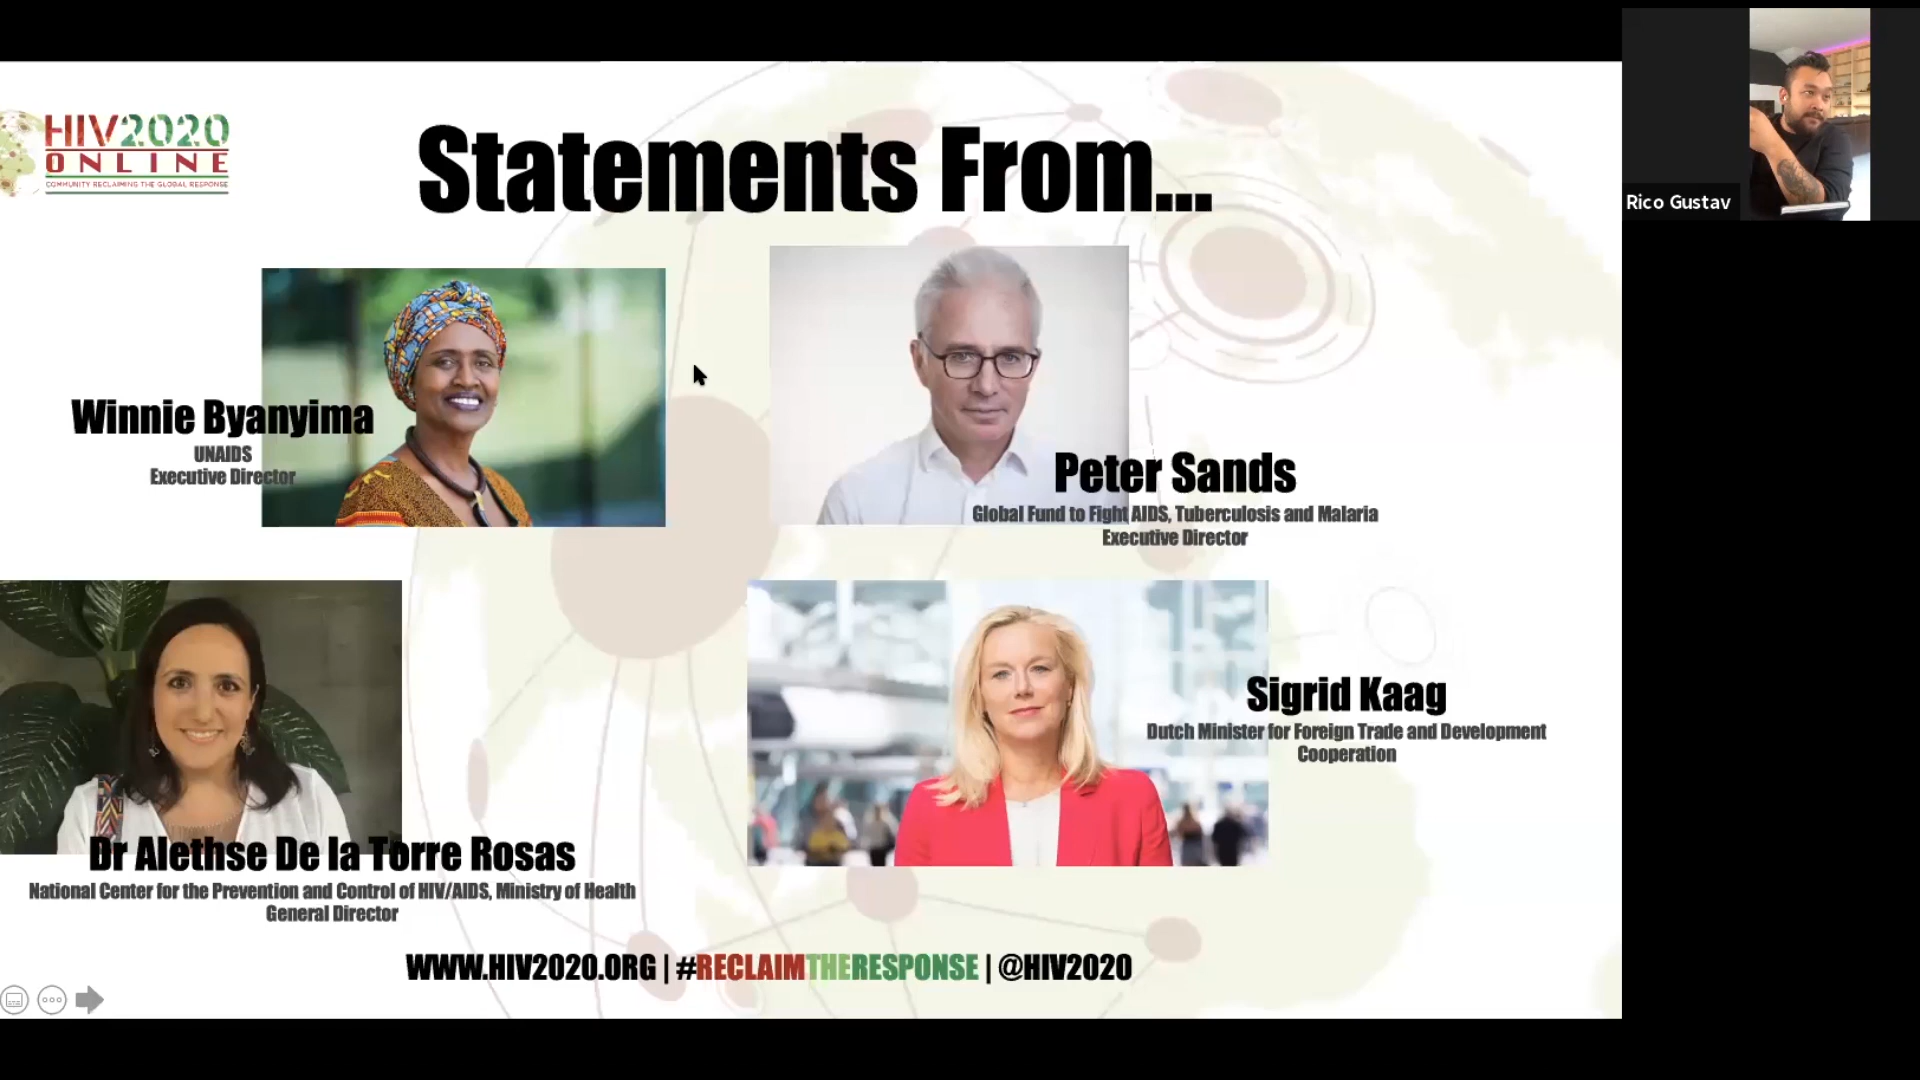 HIV2020
ONLINE
COMMUNITY RECLAIMING THE GLOBAL RESPONSE
Statements From...
Rico Gustav
Winnie Byanyima
UNAIDS
Executive Director
Peter Sands
Global Fund to Fight AIDS, Tuberculosis and Malaria
Executive Director
Dr Alethse De la Torre Rosas
National Center for the Prevention and Control of HIV/AIDS, Ministry of Health
General Director
Sigrid Kaag
Dutch Minister for Foreign Trade and Development
Cooperation
WWW.HIV2020.ORG | #RECLAIMTHERESPONSE | @HIV2020